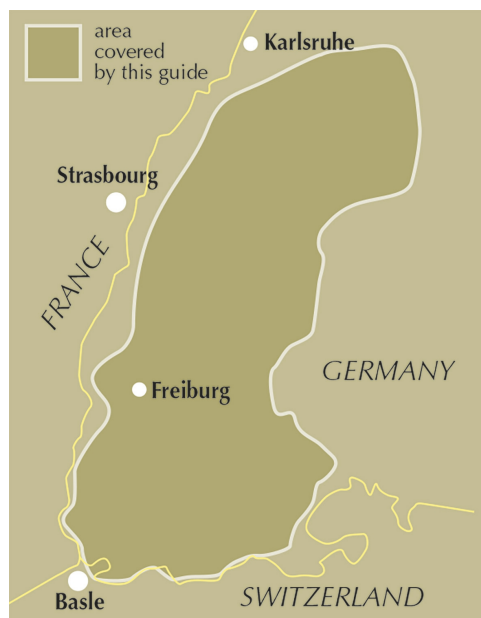 area
covered
by this guide
Karlsruhe
Strasbourg
FRANCE
GERMANY
Freiburg
SWITZERLAND
Basle